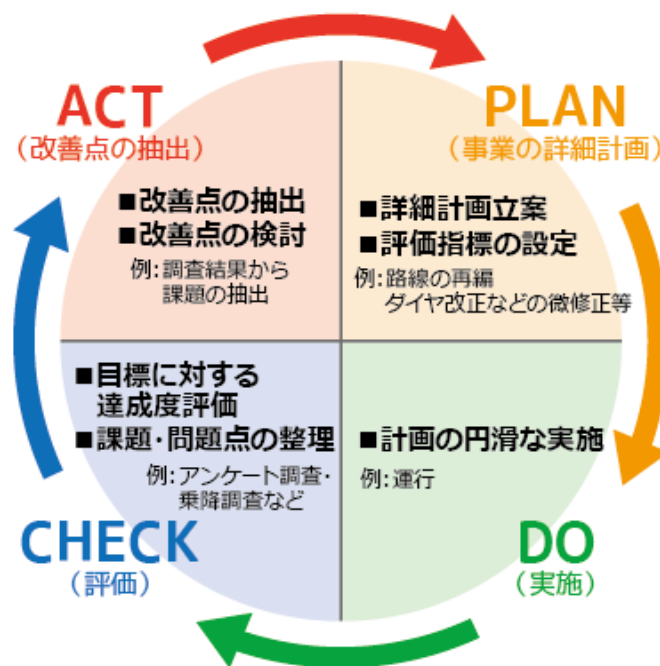 ACT
(改善点の抽出)
■改善点の抽出
■改善点の検討
例:調査結果から
課題の抽出
PLAN
(事業の詳細計画)
■詳細計画立案
■評価指標の設定
例:路線の再編
ダイヤ改正などの微修正等
■目標に対する
達成度評価
■課題・問題点の整理
例:アンケート調査・
乗降調査など
CHECK
(評価)
■計画の円滑な実施
例:運行
DO
(実施)